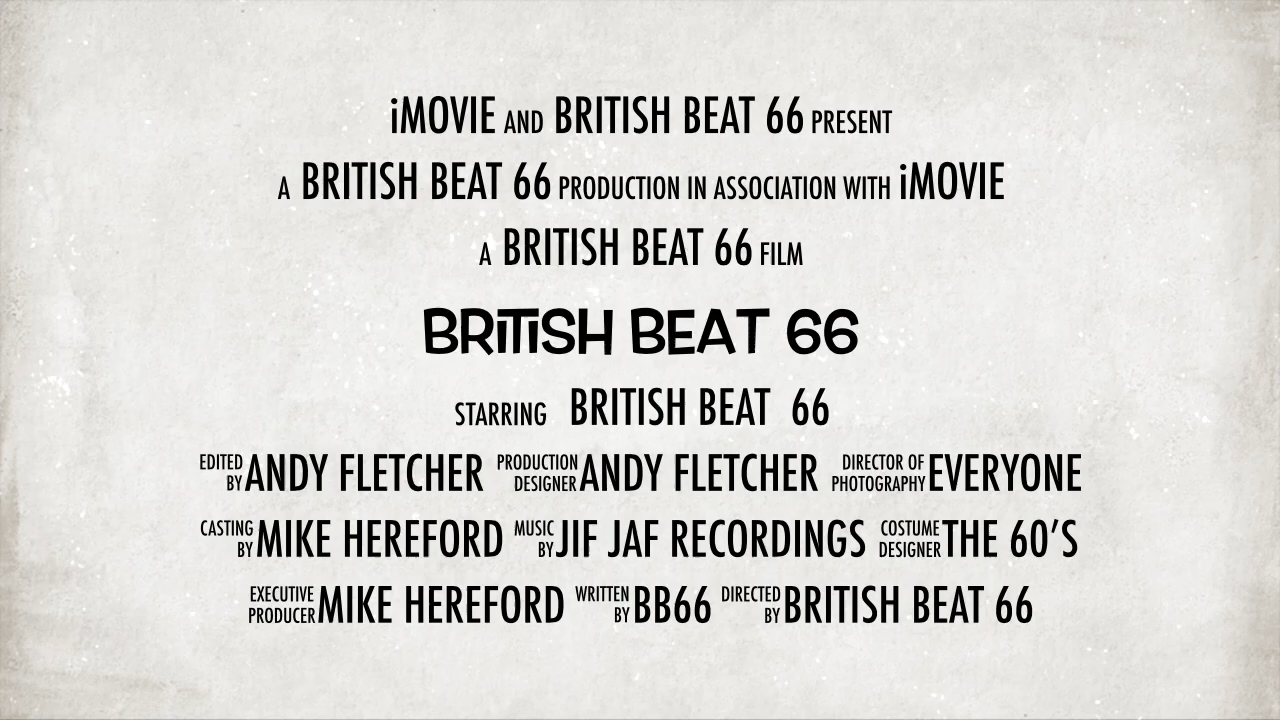 iMOVIE AND BRITISH BEAT 66 PRESENT
A BRITISH BEAT 66 PRODUCTION IN ASSOCIATION WITH iMOVIE
A BRITISH BEAT 66 FILM
BRITISH BEAT 66
STARRING BRITISH BEAT 66
EDITED BY ANDY FLETCHER PRODUCTION DESIGNER ANDY FLETCHER DIRECTOR OF PHOTOGRAPHY EVERYONE
CASTING BY MIKE HEREFORD MUSIC BY JIF JAF RECORDINGS COSTUME DESIGNER THE 60'S
EXECUTIVE PRODUCER MIKE HEREFORD WRITTEN BY BB66 DIRECTED BY BRITISH BEAT 66